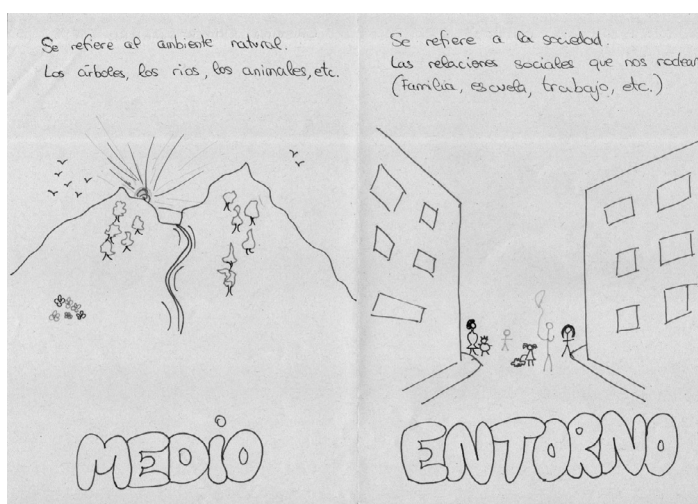 Se refiere al ambiente natural.
Los árboles, los rios, los animales, etc.
MEDiO
Se refiere a la sociedad.
Las relaciones sociales que nos rodean
(Familia, escuela, trabajo, etc.)
ENTORNO